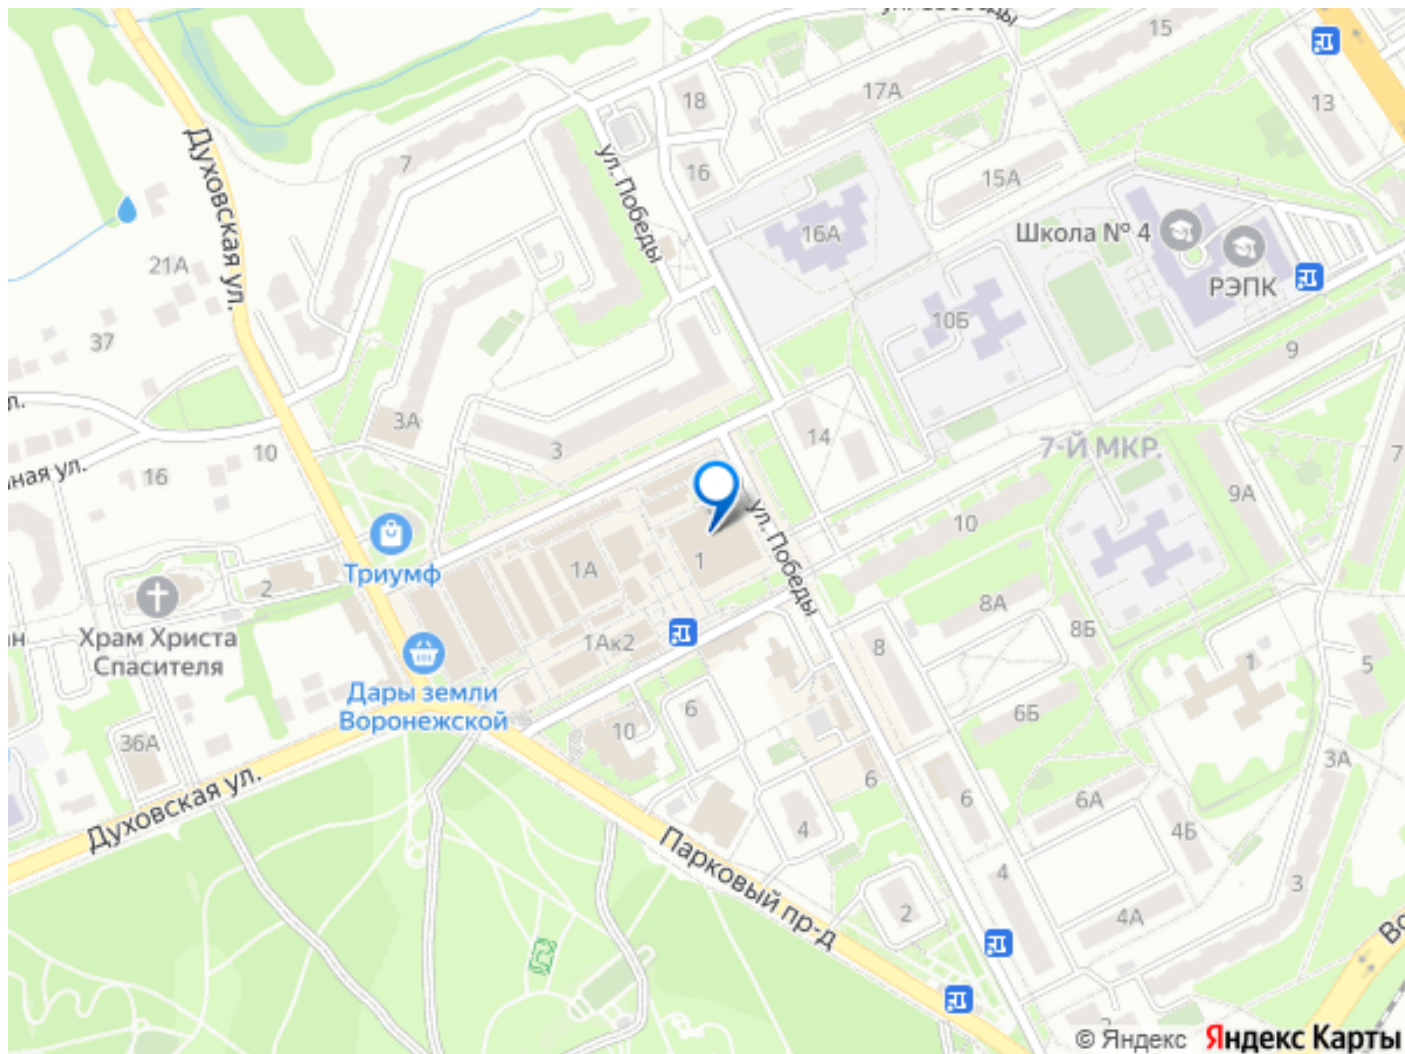 15
17А
18
13
7
Духовская ул.
ул. Победы
16
15А
16А
Школа № 4
21А
РЭПК
10Б
37
9
3А
14
3
7-Й МКР.
7
10
ная ул.
16
9А
ул. Победы
10
1
1А
Триумф
2
8А
Храм Христа
Спасителя
1Ак2
8
8Б
1
5
Дары земли
Воронежской
6
10
6Б
36А
3А
6
6
6А
Духовская ул.
4
4Б
Парковый пр-д
4
3
2
4А
© Яндекс
Яндекс Карты